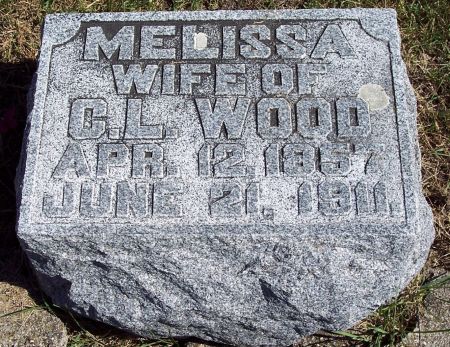 MELISSA
WIFE OF
C.L. WOOD
APR. 12, 1857
JUNE 21, 1911.